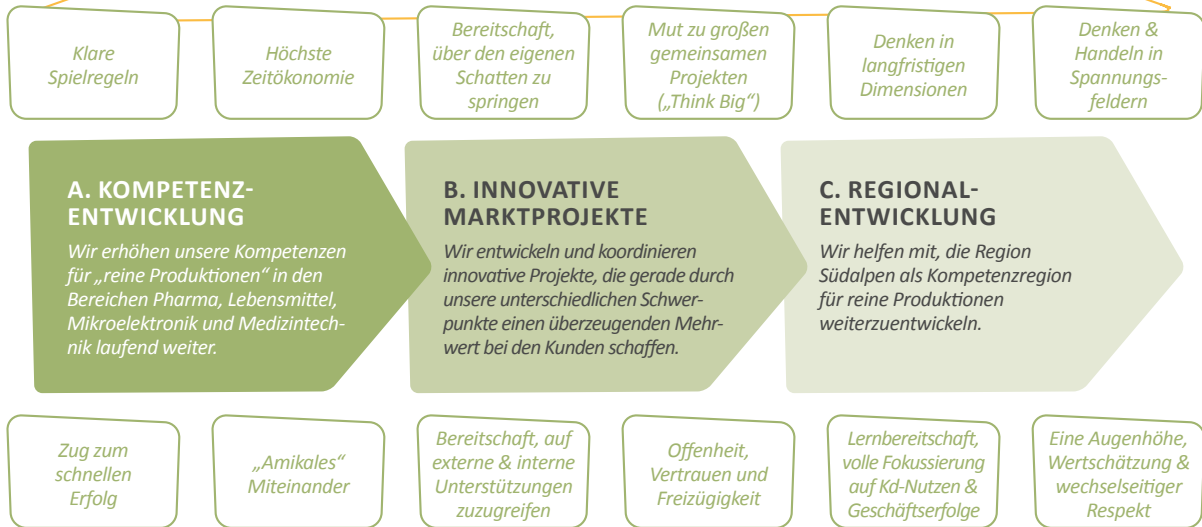 Klare
Spielregeln
Höchste
Zeitökonomie
Bereitschaft,
über den eigenen
Schatten zu
springen
Mut zu großen
gemeinsamen
Projekten
(„Think Big“)
Denken in
langfristigen
Dimensionen
Denken &
Handeln in
Spannungs-
feldern
A. KOMPETENZ-
ENTWICKLUNG
Wir erhöhen unsere Kompetenzen
für „reine Produktionen“ in den
Bereichen Pharma, Lebensmittel,
Mikroelektronik und Medizintech-
nik laufend weiter.
B. INNOVATIVE
MARKTPROJEKTE
Wir entwickeln und koordinieren
innovative Projekte, die gerade durch
unsere unterschiedlichen Schwer-
punkte einen überzeugenden Mehr-
wert bei den Kunden schaffen.
C. REGIONAL-
ENTWICKLUNG
Wir helfen mit, die Region
Südalpen als Kompetenzregion
für reine Produktionen
weiterzuentwickeln.
Zug zum
schnellen
Erfolg
„Amikales“
Miteinander
Bereitschaft, auf
externe & interne
Unterstützungen
zuzugreifen
Offenheit,
Vertrauen und
Freizügigkeit
Lernbereitschaft,
volle Fokussierung
auf Kd-Nutzen &
Geschäftserfolge
Eine Augenhöhe,
Wertschätzung &
wechselseitiger
Respekt